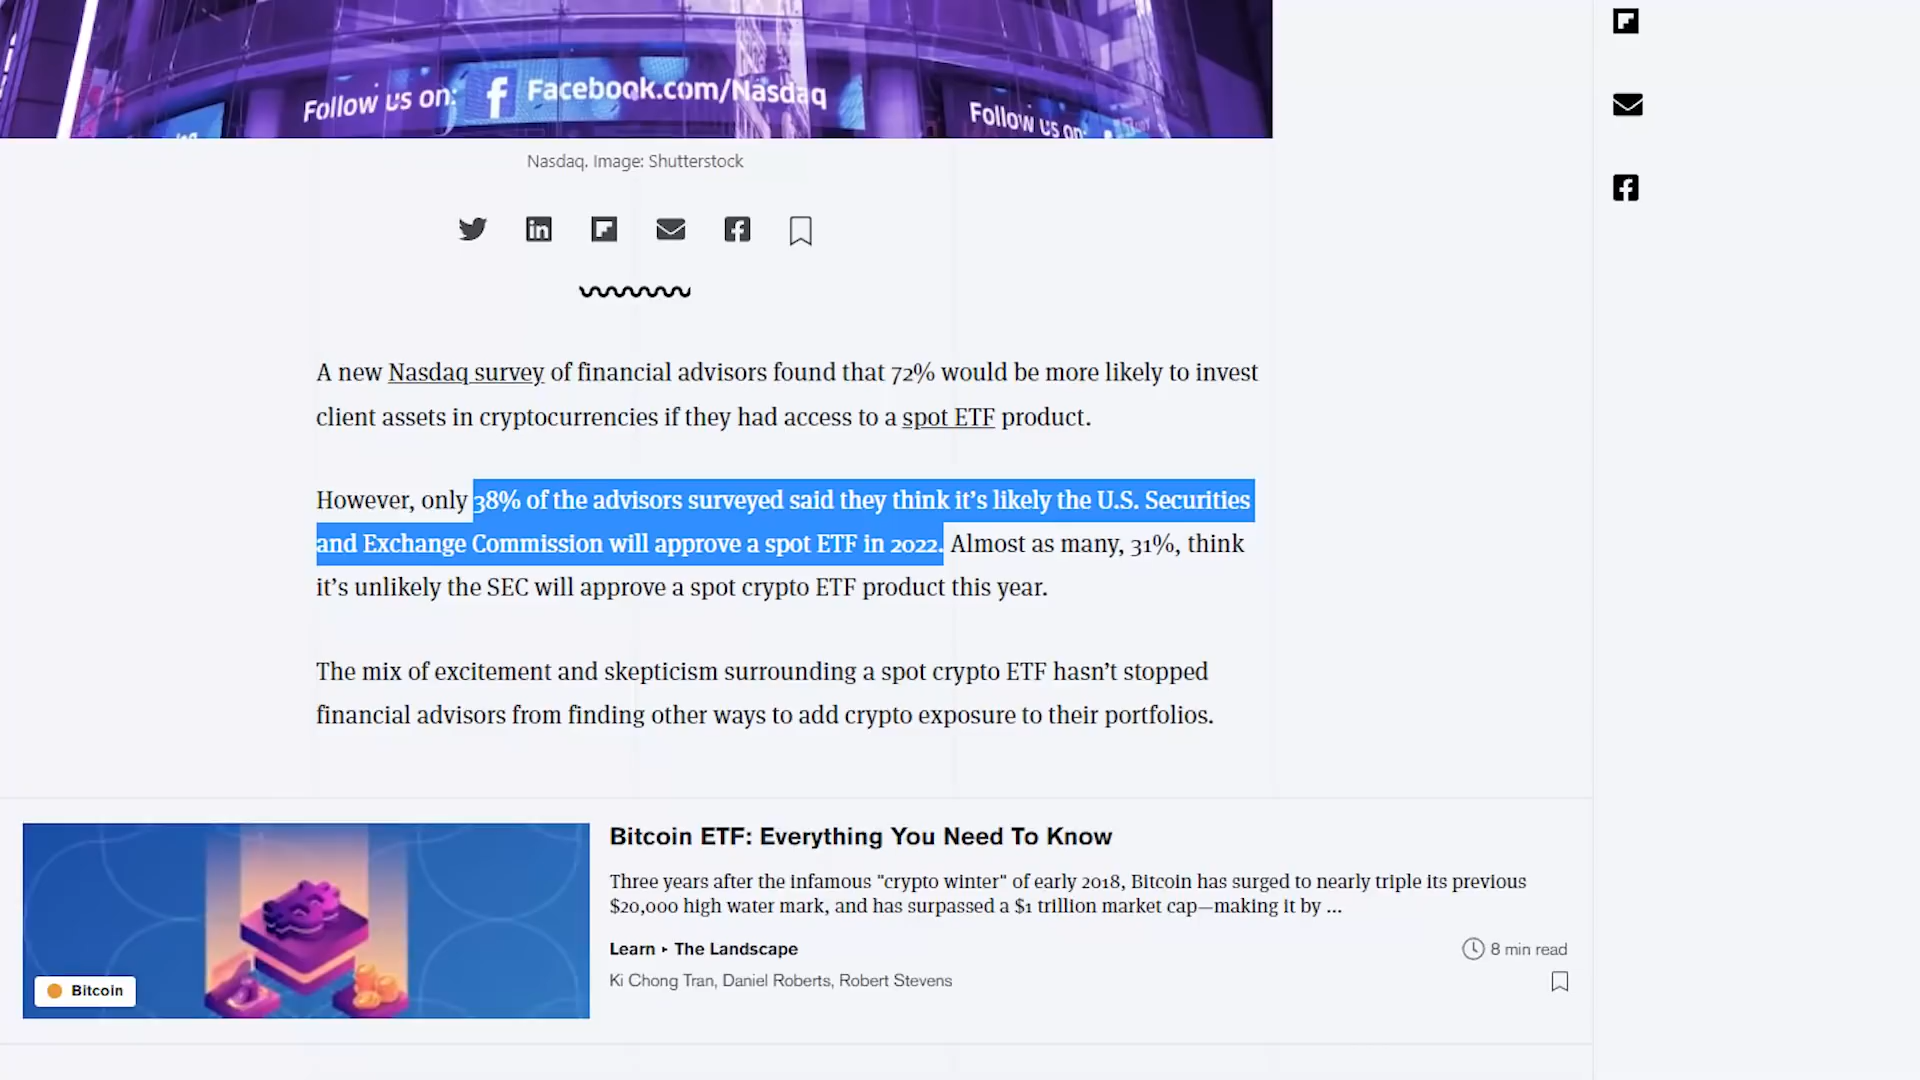 Follow us on: Facebook.com/Nasdaq
Follow us on:
Nasdaq. Image: Shutterstock
A new Nasdaq survey of financial advisors found that 72% would be more likely to invest
client assets in cryptocurrencies if they had access to a spot ETF product.
However, only 38% of the advisors surveyed said they think it’s likely the U.S. Securities
and Exchange Commission will approve a spot ETF in 2022. Almost as many, 31%, think
it’s unlikely the SEC will approve a spot crypto ETF product this year.
The mix of excitement and skepticism surrounding a spot crypto ETF hasn’t stopped
financial advisors from finding other ways to add crypto exposure to their portfolios.
Bitcoin ETF: Everything You Need To Know
Three years after the infamous "crypto winter" of early 2018, Bitcoin has surged to nearly triple its previous
$20,000 high water mark, and has surpassed a $1 trillion market cap—making it by ...
Learn ▸ The Landscape
8 min read
Ki Chong Tran, Daniel Roberts, Robert Stevens
Bitcoin